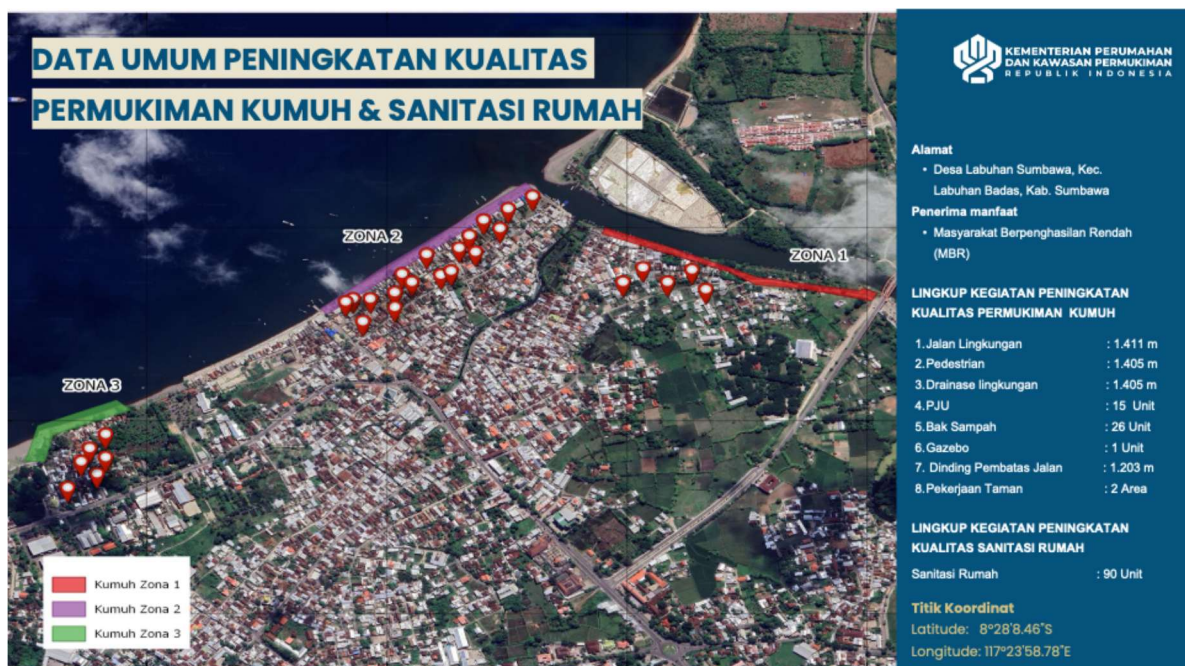 DATA UMUM PENINGKATAN KUALITAS
PERMUKIMAN KUMUH & SANITASI RUMAH
ZONA 2
ZONA 1
ZONA 3
Kumuh Zona 1
Kumuh Zona 2
Kumuh Zona 3
KEMENTERIAN PERUMAHAN
DAN KAWASAN PERMUKIMAN
REPUBLIK INDONESIA
Alamat
• Desa Labuhan Sumbawa, Kec.
Labuhan Badas, Kab. Sumbawa
Penerima manfaat
• Masyarakat Berpenghasilan Rendah
(MBR)
LINGKUP KEGIATAN PENINGKATAN
KUALITAS PERMUKIMAN KUMUH
1.Jalan Lingkungan : 1.411 m
2.Pedestrian : 1.405 m
3.Drainase lingkungan : 1.405 m
4.PJU : 15 Unit
5.Bak Sampah : 26 Unit
6.Gazebo : 1 Unit
7. Dinding Pembatas Jalan : 1.203 m
8.Pekerjaan Taman : 2 Area
LINGKUP KEGIATAN PENINGKATAN
KUALITAS SANITASI RUMAH
Sanitasi Rumah : 90 Unit
Titik Koordinat
Latitude: 8°28'8.46"S
Longitude: 117°23'58.78"E